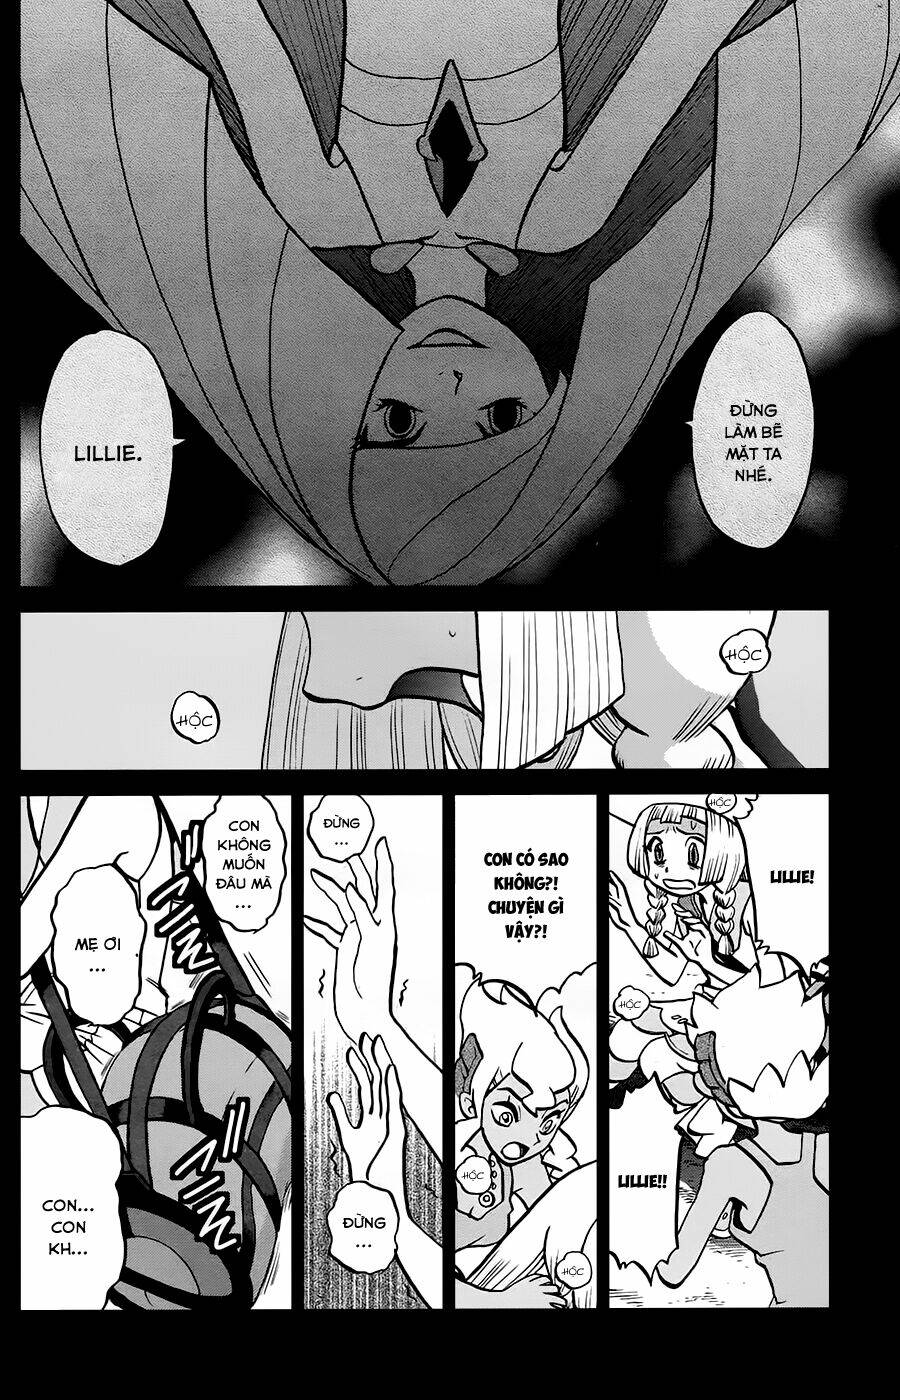 ĐỪNG
LÀM BẼ
MẶT TA
NHÉ.
LILLIE.
HỘC
HỘC
HỘC
LILLIE!
HỘC
LILLIE!!
CON CÓ SAO
KHÔNG?!
CHUYỆN GÌ
VẬY?!
HỘC
HỘC
ĐỪNG
...
ĐỪNG
...
CON
KHÔNG
MUỐN
ĐÂU MÀ
...
MẸ ƠI
...
CON...
CON
KH...